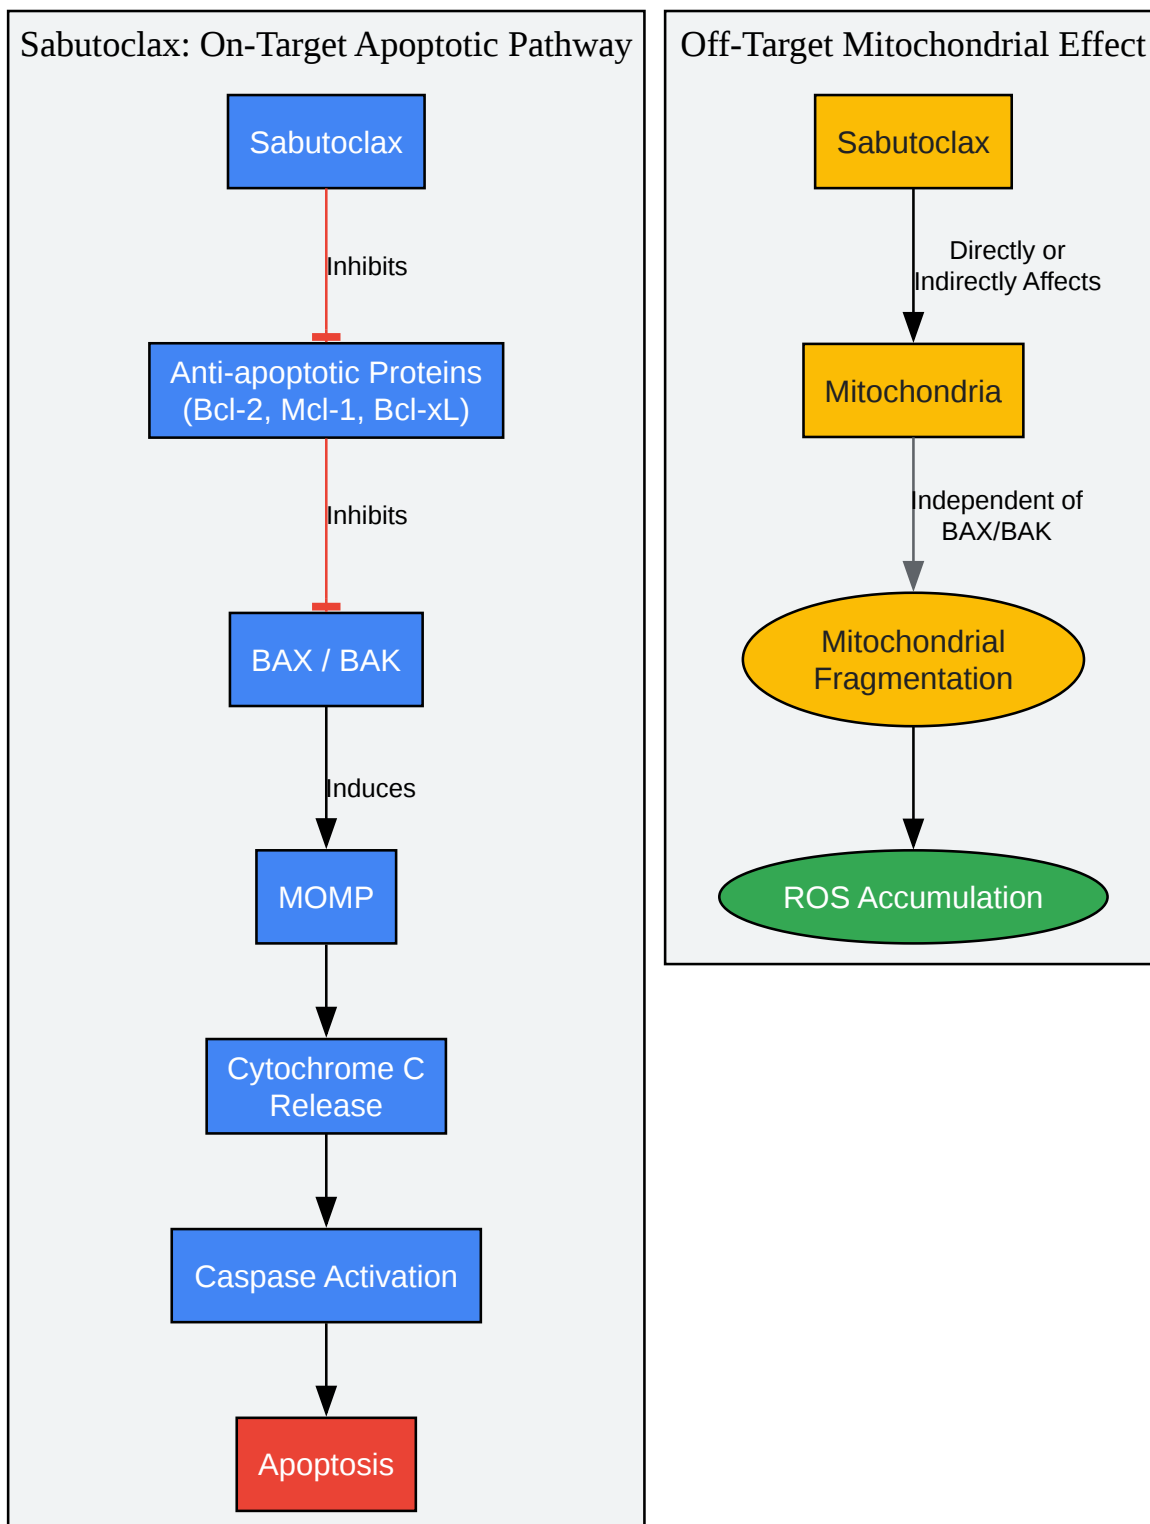 Sabutoclax: On-Target Apoptotic Pathway
Sabutoclax
Inhibits
Anti-apoptotic Proteins
(Bcl-2, Mcl-1, Bcl-xL)
Inhibits
BAX / BAK
Induces
MOMP
Cytochrome C
Release
Caspase Activation
Apoptosis
Off-Target Mitochondrial Effect
Sabutoclax
Directly or
Indirectly Affects
Mitochondria
Independent of
BAX/BAK
Mitochondrial
Fragmentation
ROS Accumulation